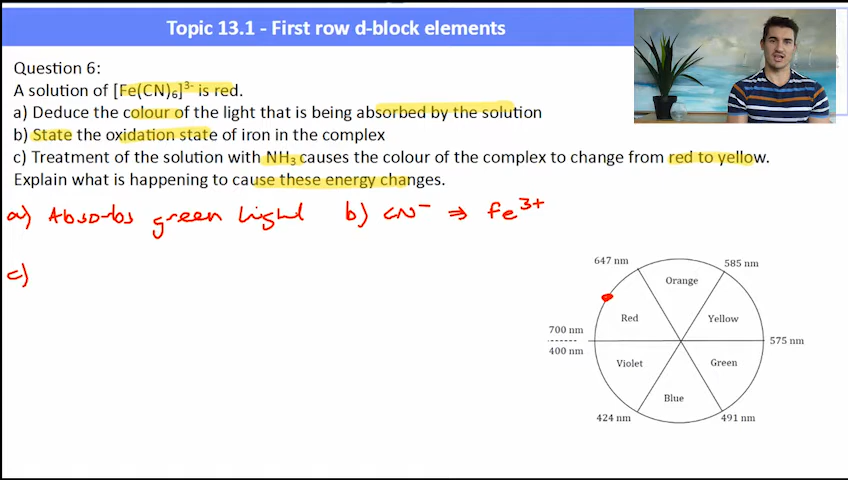 Topic 13.1 - First row d-block elements
Question 6:
A solution of [Fe(CN)₆]³⁻ is red.
a) Deduce the colour of the light that is being absorbed by the solution
b) State the oxidation state of iron in the complex
c) Treatment of the solution with NH₃ causes the colour of the complex to change from red to yellow.
Explain what is happening to cause these energy changes.
a) Absorbs green light b) CN⁻ ⇒ Fe³⁺
c)
647 nm
585 nm
Orange
Red
Yellow
700 nm
575 nm
400 nm
Violet
Green
Blue
424 nm
491 nm